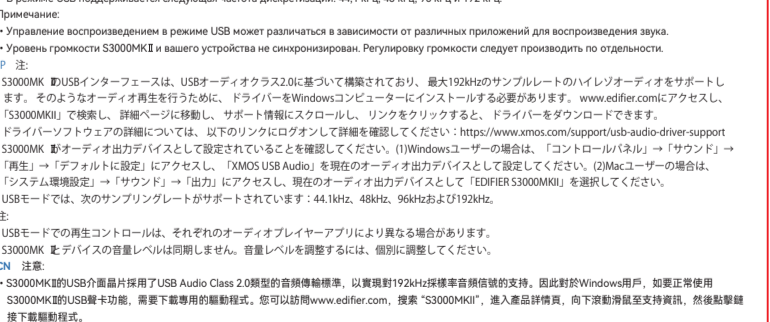 • В режиме USB поддерживается следующая частота дискретизации: 44,1 кГц, 48 кГц, 96 кГц и 192 кГц.
Примечание:
• Управление воспроизведением в режиме USB может различаться в зависимости от различных приложений для воспроизведения звука.
• Уровень громкости S3000MKⅡ и вашего устройства не синхронизирован. Регулировку громкости следует производить по отдельности.
P 注:
S3000MK ⅡのUSBインターフェースは、USBオーディオクラス2.0に基づいて構築されており、 最大192kHzのサンプルレートのハイレゾオーディオをサポートし
ます。 そのようなオーディオ再生を行うために、 ドライバーをWindowsコンピューターにインストールする必要があります。 www.edifier.comにアクセスし、
「S3000MKII」で検索し、 詳細ページに移動し、 サポート情報にスクロールし、 リンクをクリックすると、 ドライバーをダウンロードできます。
ドライバーソフトウェアの詳細については、 以下のリンクにログオンして詳細を確認してください：https://www.xmos.com/support/usb-audio-driver-support
S3000MK Ⅱがオーディオ出力デバイスとして設定されていることを確認してください。(1)Windowsユーザーの場合は、「コントロールパネル」→「サウンド」→
「再生」→「デフォルトに設定」にアクセスし、「XMOS USB Audio」を現在のオーディオ出力デバイスとして設定してください。(2)Macユーザーの場合は、
「システム環境設定」→「サウンド」→「出力」にアクセスし、現在のオーディオ出力デバイスとして「EDIFIER S3000MKII」を選択してください。
USBモードでは、次のサンプリングレートがサポートされています：44.1kHz、48kHz、96kHzおよび192kHz。
注:
USBモードでの再生コントロールは、それぞれのオーディオプレイヤーアプリにより異なる場合があります。
S3000MK Ⅱとデバイスの音量レベルは同期しません。音量レベルを調整するには、個別に調整してください。
CN 注意:
• S3000MKⅡ的USB介面晶片採用了USB Audio Class 2.0類型的音頻傳輸標準，以實現對192kHz採樣率音頻信號的支持。因此對於Windows用戶，如要正常使用
S3000MKⅡ的USB聲卡功能，需要下載專用的驅動程式。您可以訪問www.edifier.com，搜索 “S3000MKII”，進入產品詳情頁，向下滾動滑鼠至支持資訊，然後點擊鏈
接下載驅動程式。